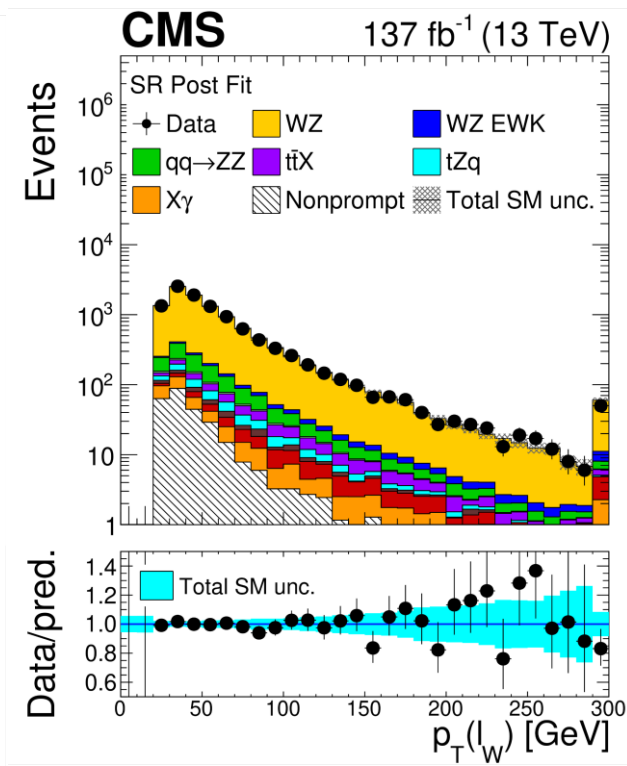 CMS 137 fb⁻¹ (13 TeV)
Events
SR Post Fit
Data WZ WZ EWK
qq→ZZ tt̄X tZq
Xγ Nonprompt Total SM unc.
10⁶
10⁵
10⁴
10³
10²
10
1
Data/pred.
Total SM unc.
1.4
1.2
1.0
0.8
0.6
0 50 100 150 200 250 300
p_T(l_W) [GeV]